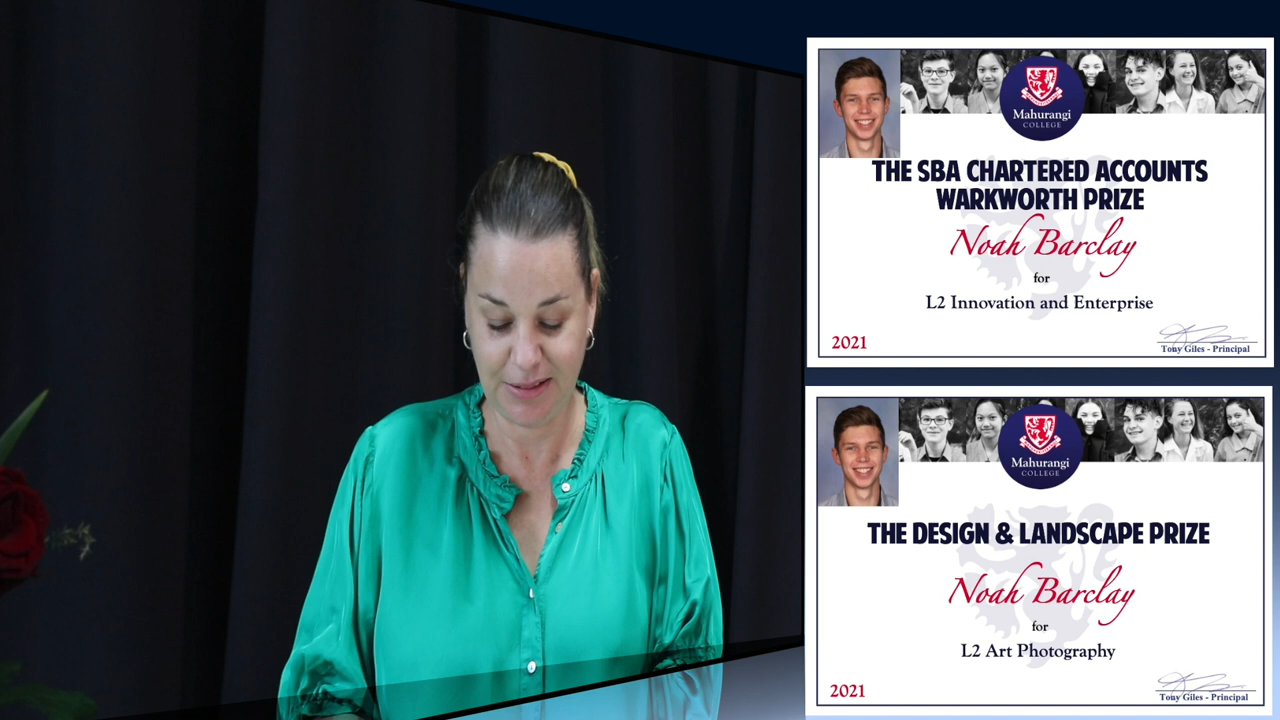 Mahurangi
COLLEGE
THE SBA CHARTERED ACCOUNTS
WARKWORTH PRIZE
Noah Barclay
for
L2 Innovation and Enterprise
2021
Tony Giles - Principal
Mahurangi
COLLEGE
THE DESIGN & LANDSCAPE PRIZE
Noah Barclay
for
L2 Art Photography
2021
Tony Giles - Principal